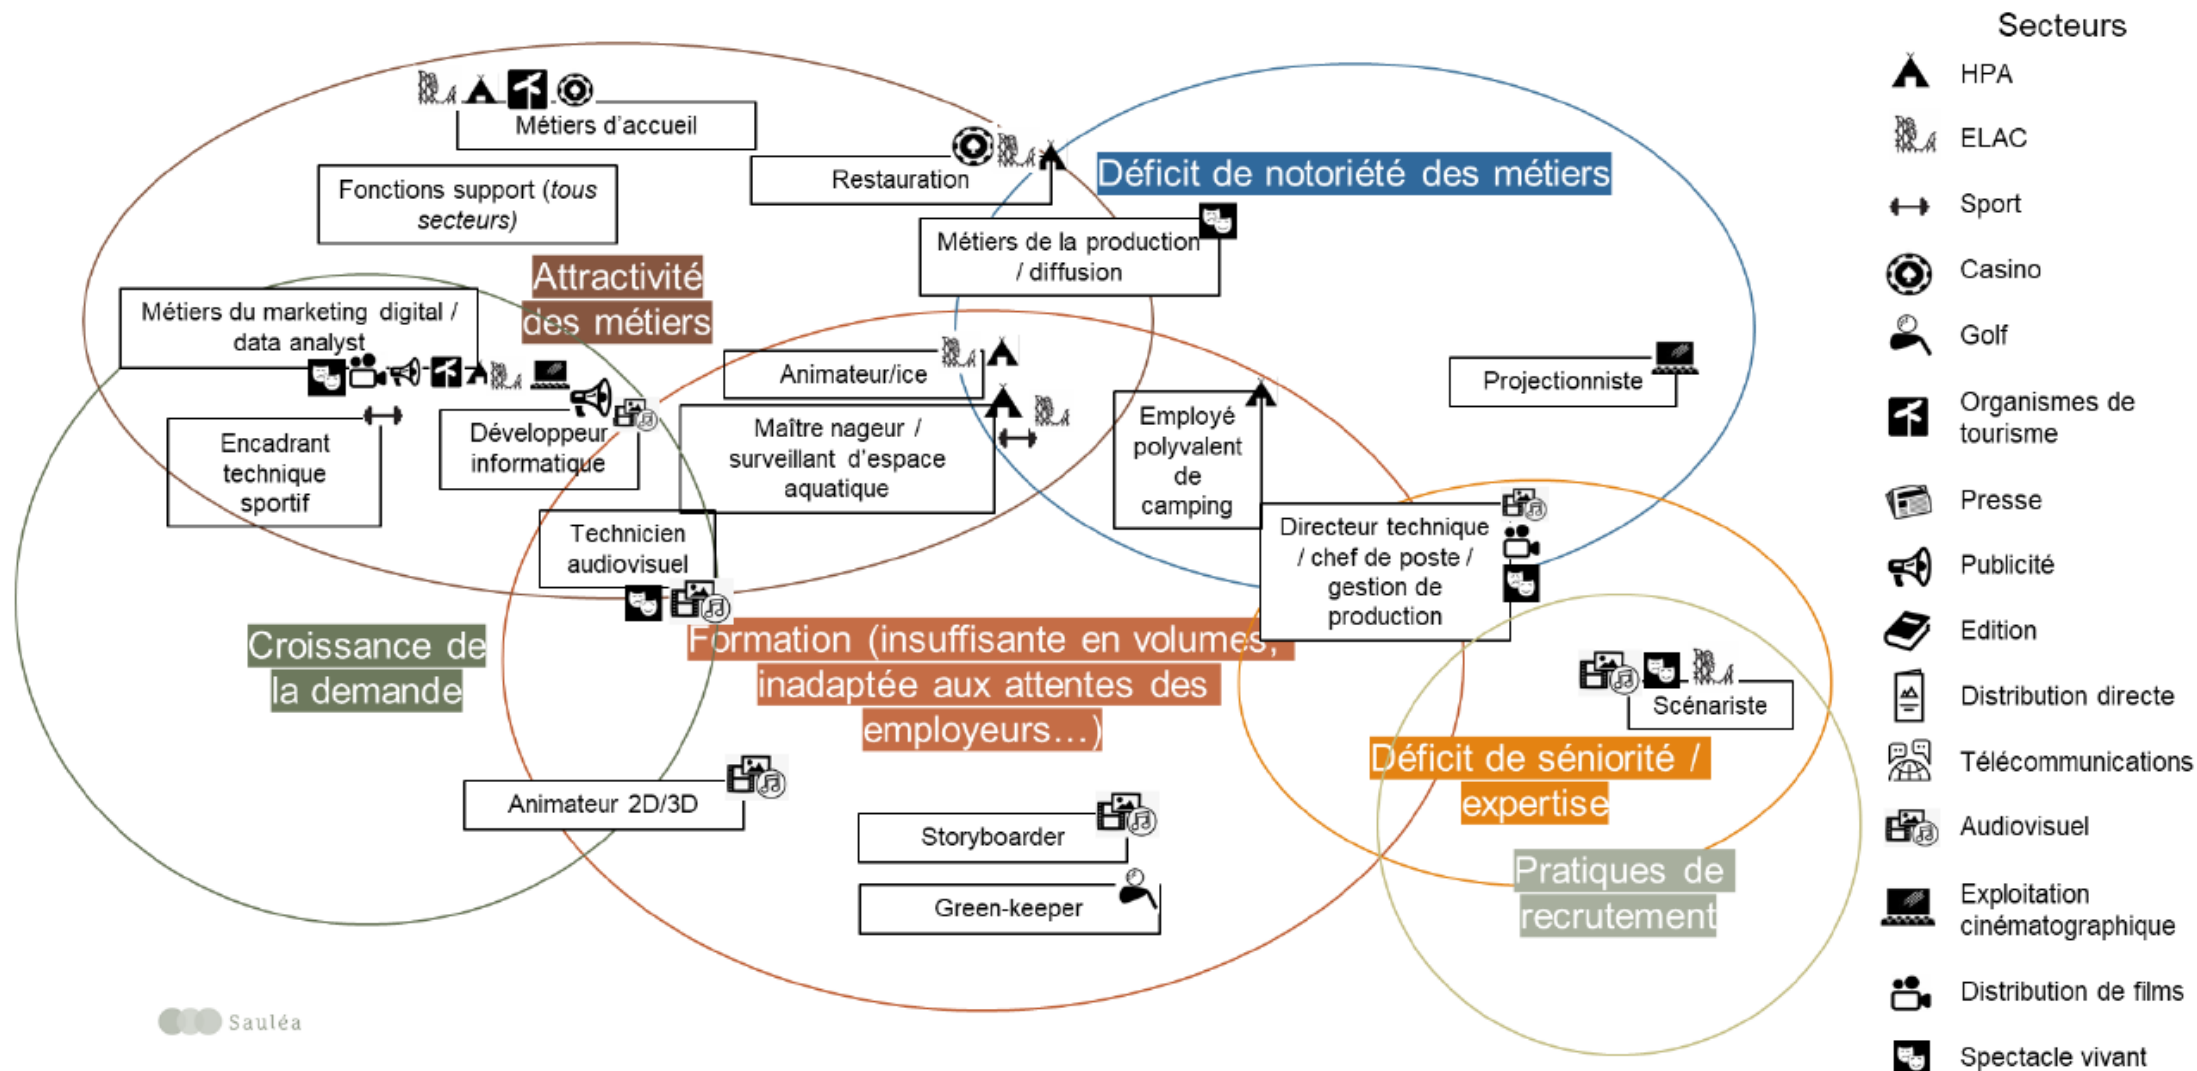 Métiers d'accueil
Restauration
Fonctions support (tous
secteurs)
Déficit de notoriété des métiers
Métiers de la production
/ diffusion
Attractivité
des métiers
Métiers du marketing digital /
data analyst
Animateur/ice
Projectionniste
Encadrant
technique
sportif
Développeur
informatique
Maître nageur /
surveillant d'espace
aquatique
Employé
polyvalent
de
camping
Technicien
audiovisuel
Directeur technique
/ chef de poste /
gestion de
production
Croissance de
la demande
Formation (insuffisante en volumes,
inadaptée aux attentes des
employeurs…)
Scénariste
Déficit de séniorité /
expertise
Animateur 2D/3D
Storyboarder
Green-keeper
Pratiques de
recrutement
Sauléa
Secteurs
HPA
ELAC
Sport
Casino
Golf
Organismes de
tourisme
Presse
Publicité
Edition
Distribution directe
Télécommunications
Audiovisuel
Exploitation
cinématographique
Distribution de films
Spectacle vivant